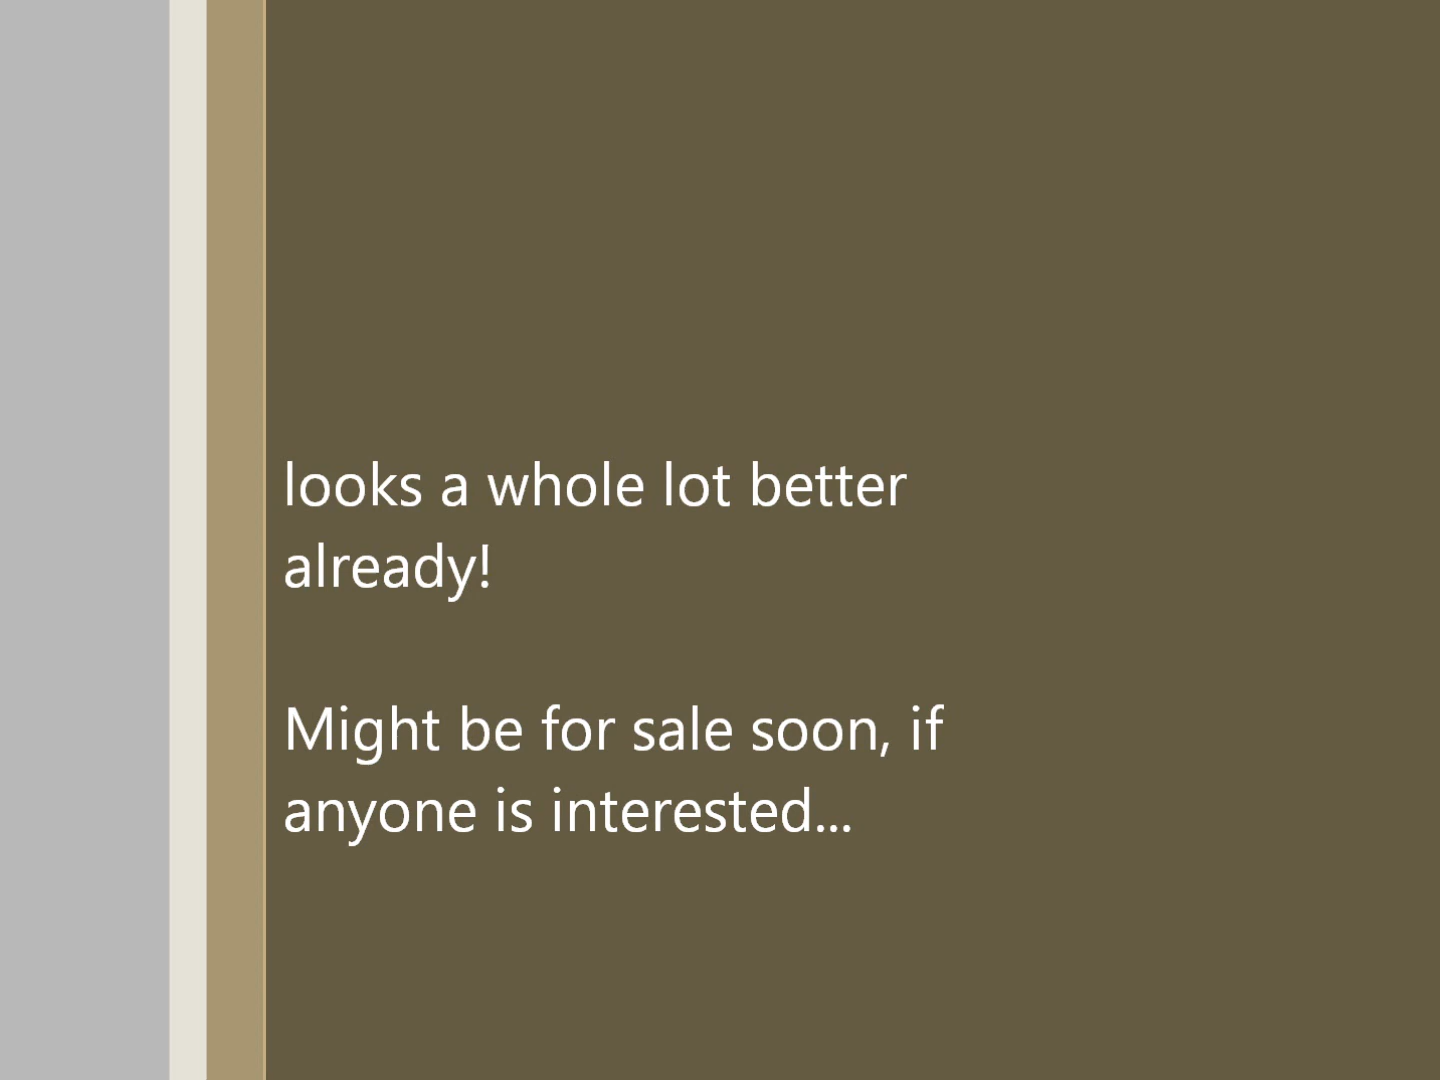 looks a whole lot better
already!
Might be for sale soon, if
anyone is interested...